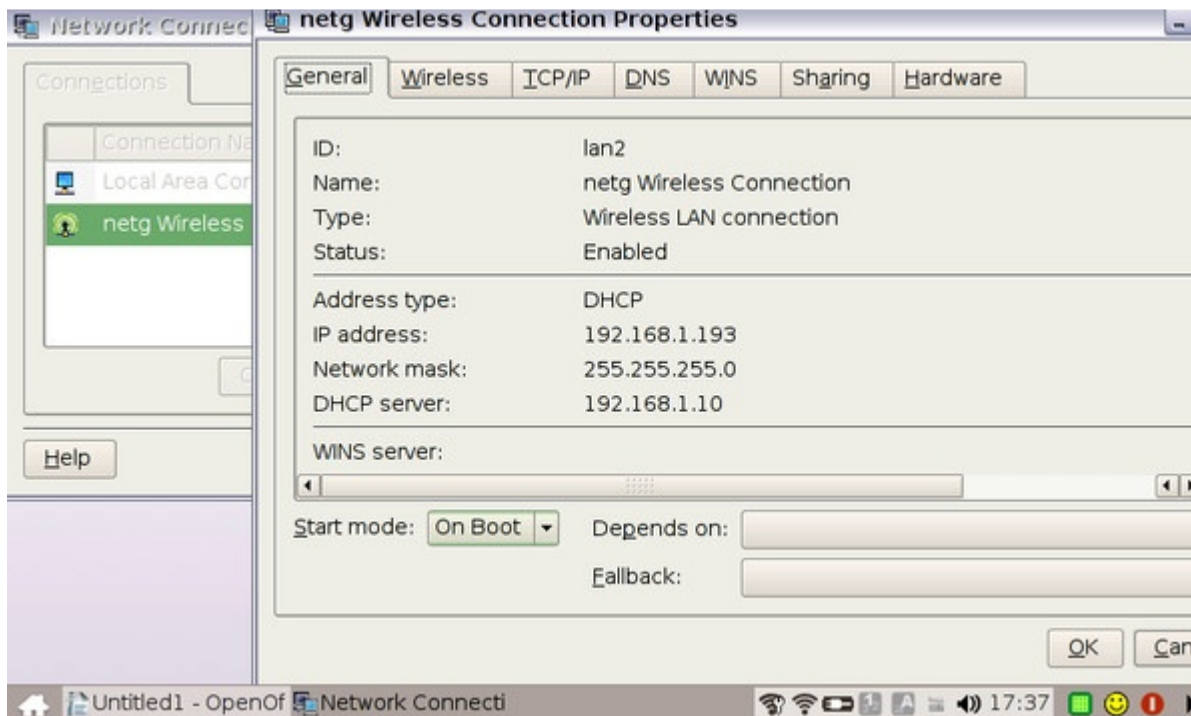 Network Connec
netg Wireless Connection Properties
Connections
Connection Na
Local Area Con
netg Wireless
Help
General Wireless TCP/IP DNS WINS Sharing Hardware
ID: lan2
Name: netg Wireless Connection
Type: Wireless LAN connection
Status: Enabled
Address type: DHCP
IP address: 192.168.1.193
Network mask: 255.255.255.0
DHCP server: 192.168.1.10
WINS server:
Start mode: On Boot Depends on:
Fallback:
OK Can
Untitled1 - OpenOf Network Connecti 17:37